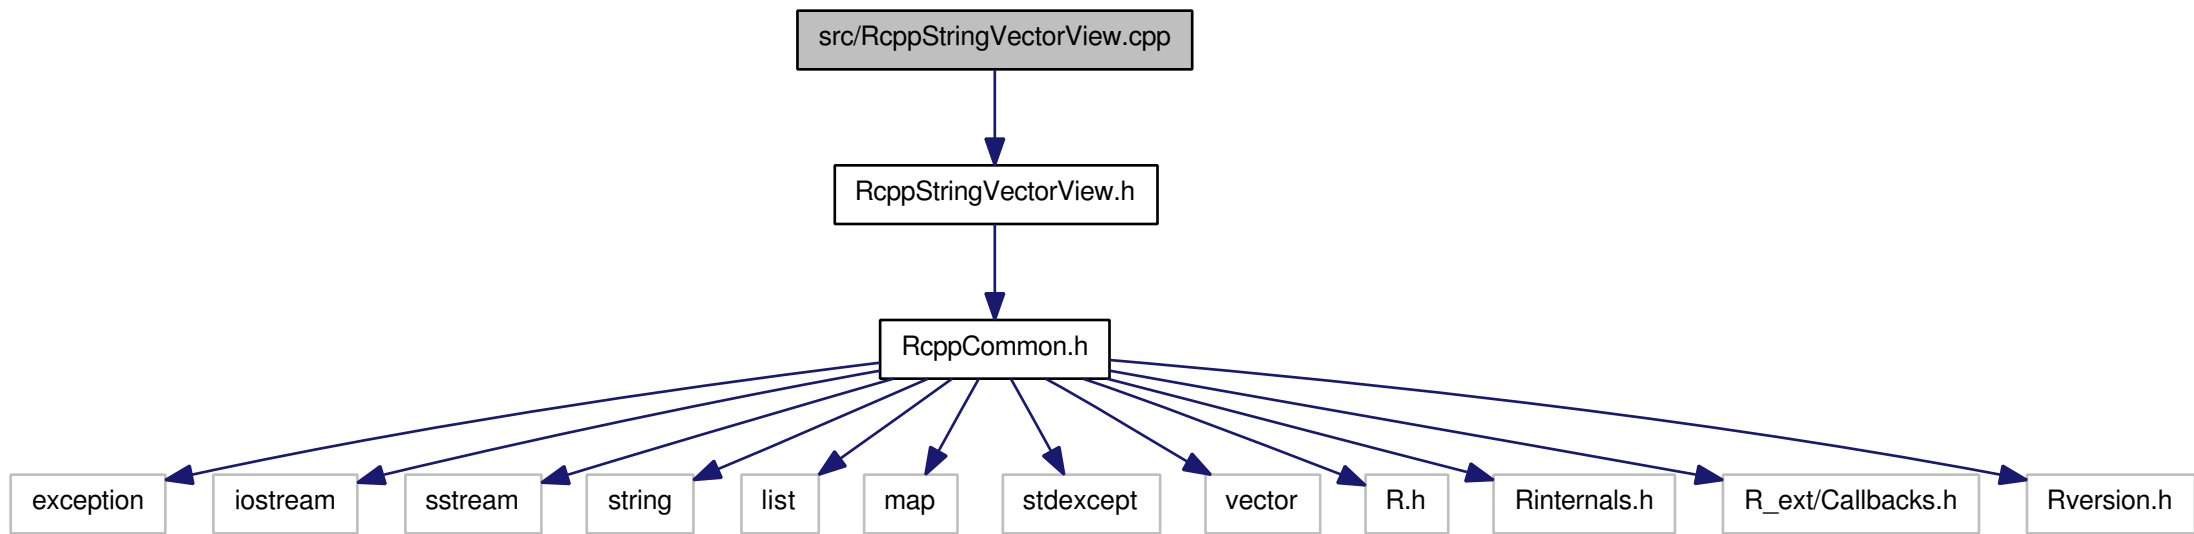 src/RcppStringVectorView.cpp
RcppStringVectorView.h
RcppCommon.h
exception
iostream
sstream
string
list
map
stdexcept
vector
R.h
Rinternals.h
R_ext/Callbacks.h
Rversion.h